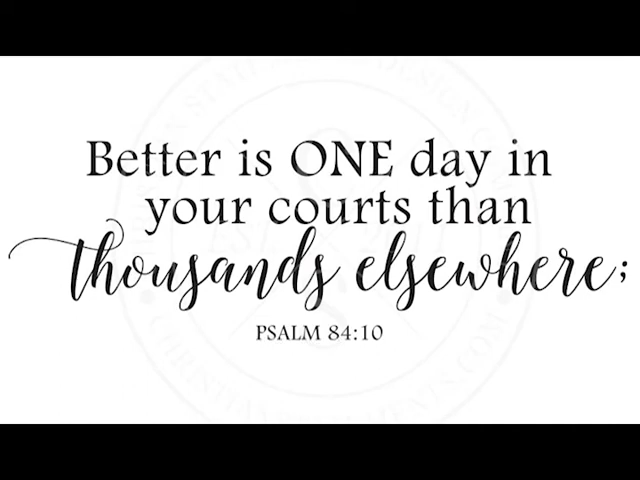 Better is ONE day in
your courts than
thousands elsewhere;
PSALM 84:10